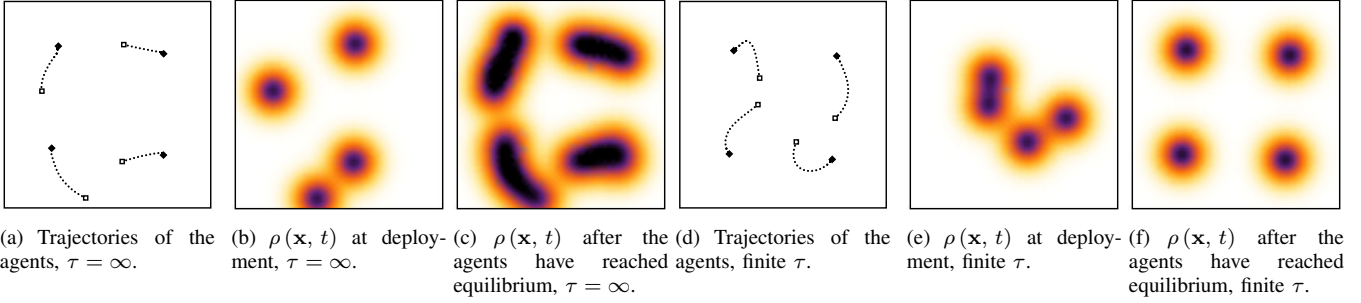 (a) Trajectories of the
agents, τ = ∞.
(b) ρ (x, t) at deploy-
ment, τ = ∞.
(c) ρ (x, t) after the
agents have reached
equilibrium, τ = ∞.
(d) Trajectories of the
agents, finite τ.
(e) ρ (x, t) at deploy-
ment, finite τ.
(f) ρ (x, t) after the
agents have reached
equilibrium, finite τ.